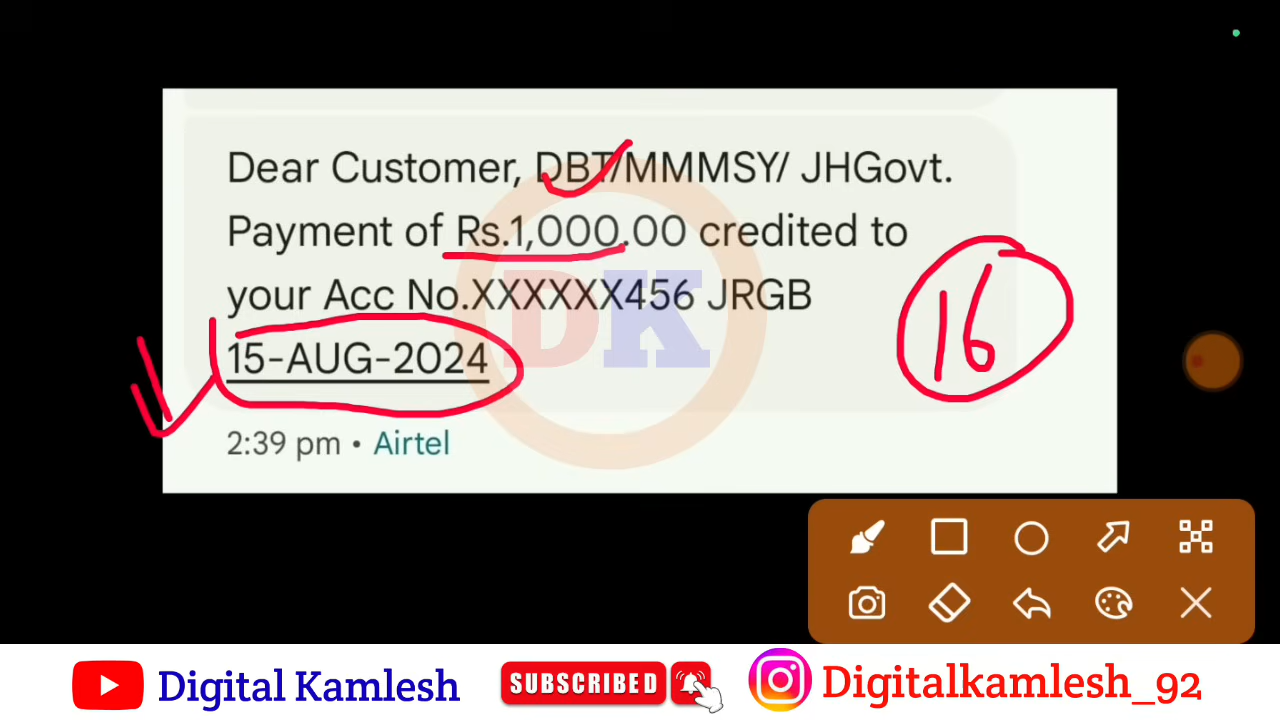 Dear Customer, DBT/MMMSY/ JHGovt.
Payment of Rs.1,000.00 credited to
your Acc No.XXXXXX456 JRGB
15-AUG-2024
2:39 pm • Airtel
16
DK
Digital Kamlesh
SUBSCRIBED
Digitalkamlesh_92